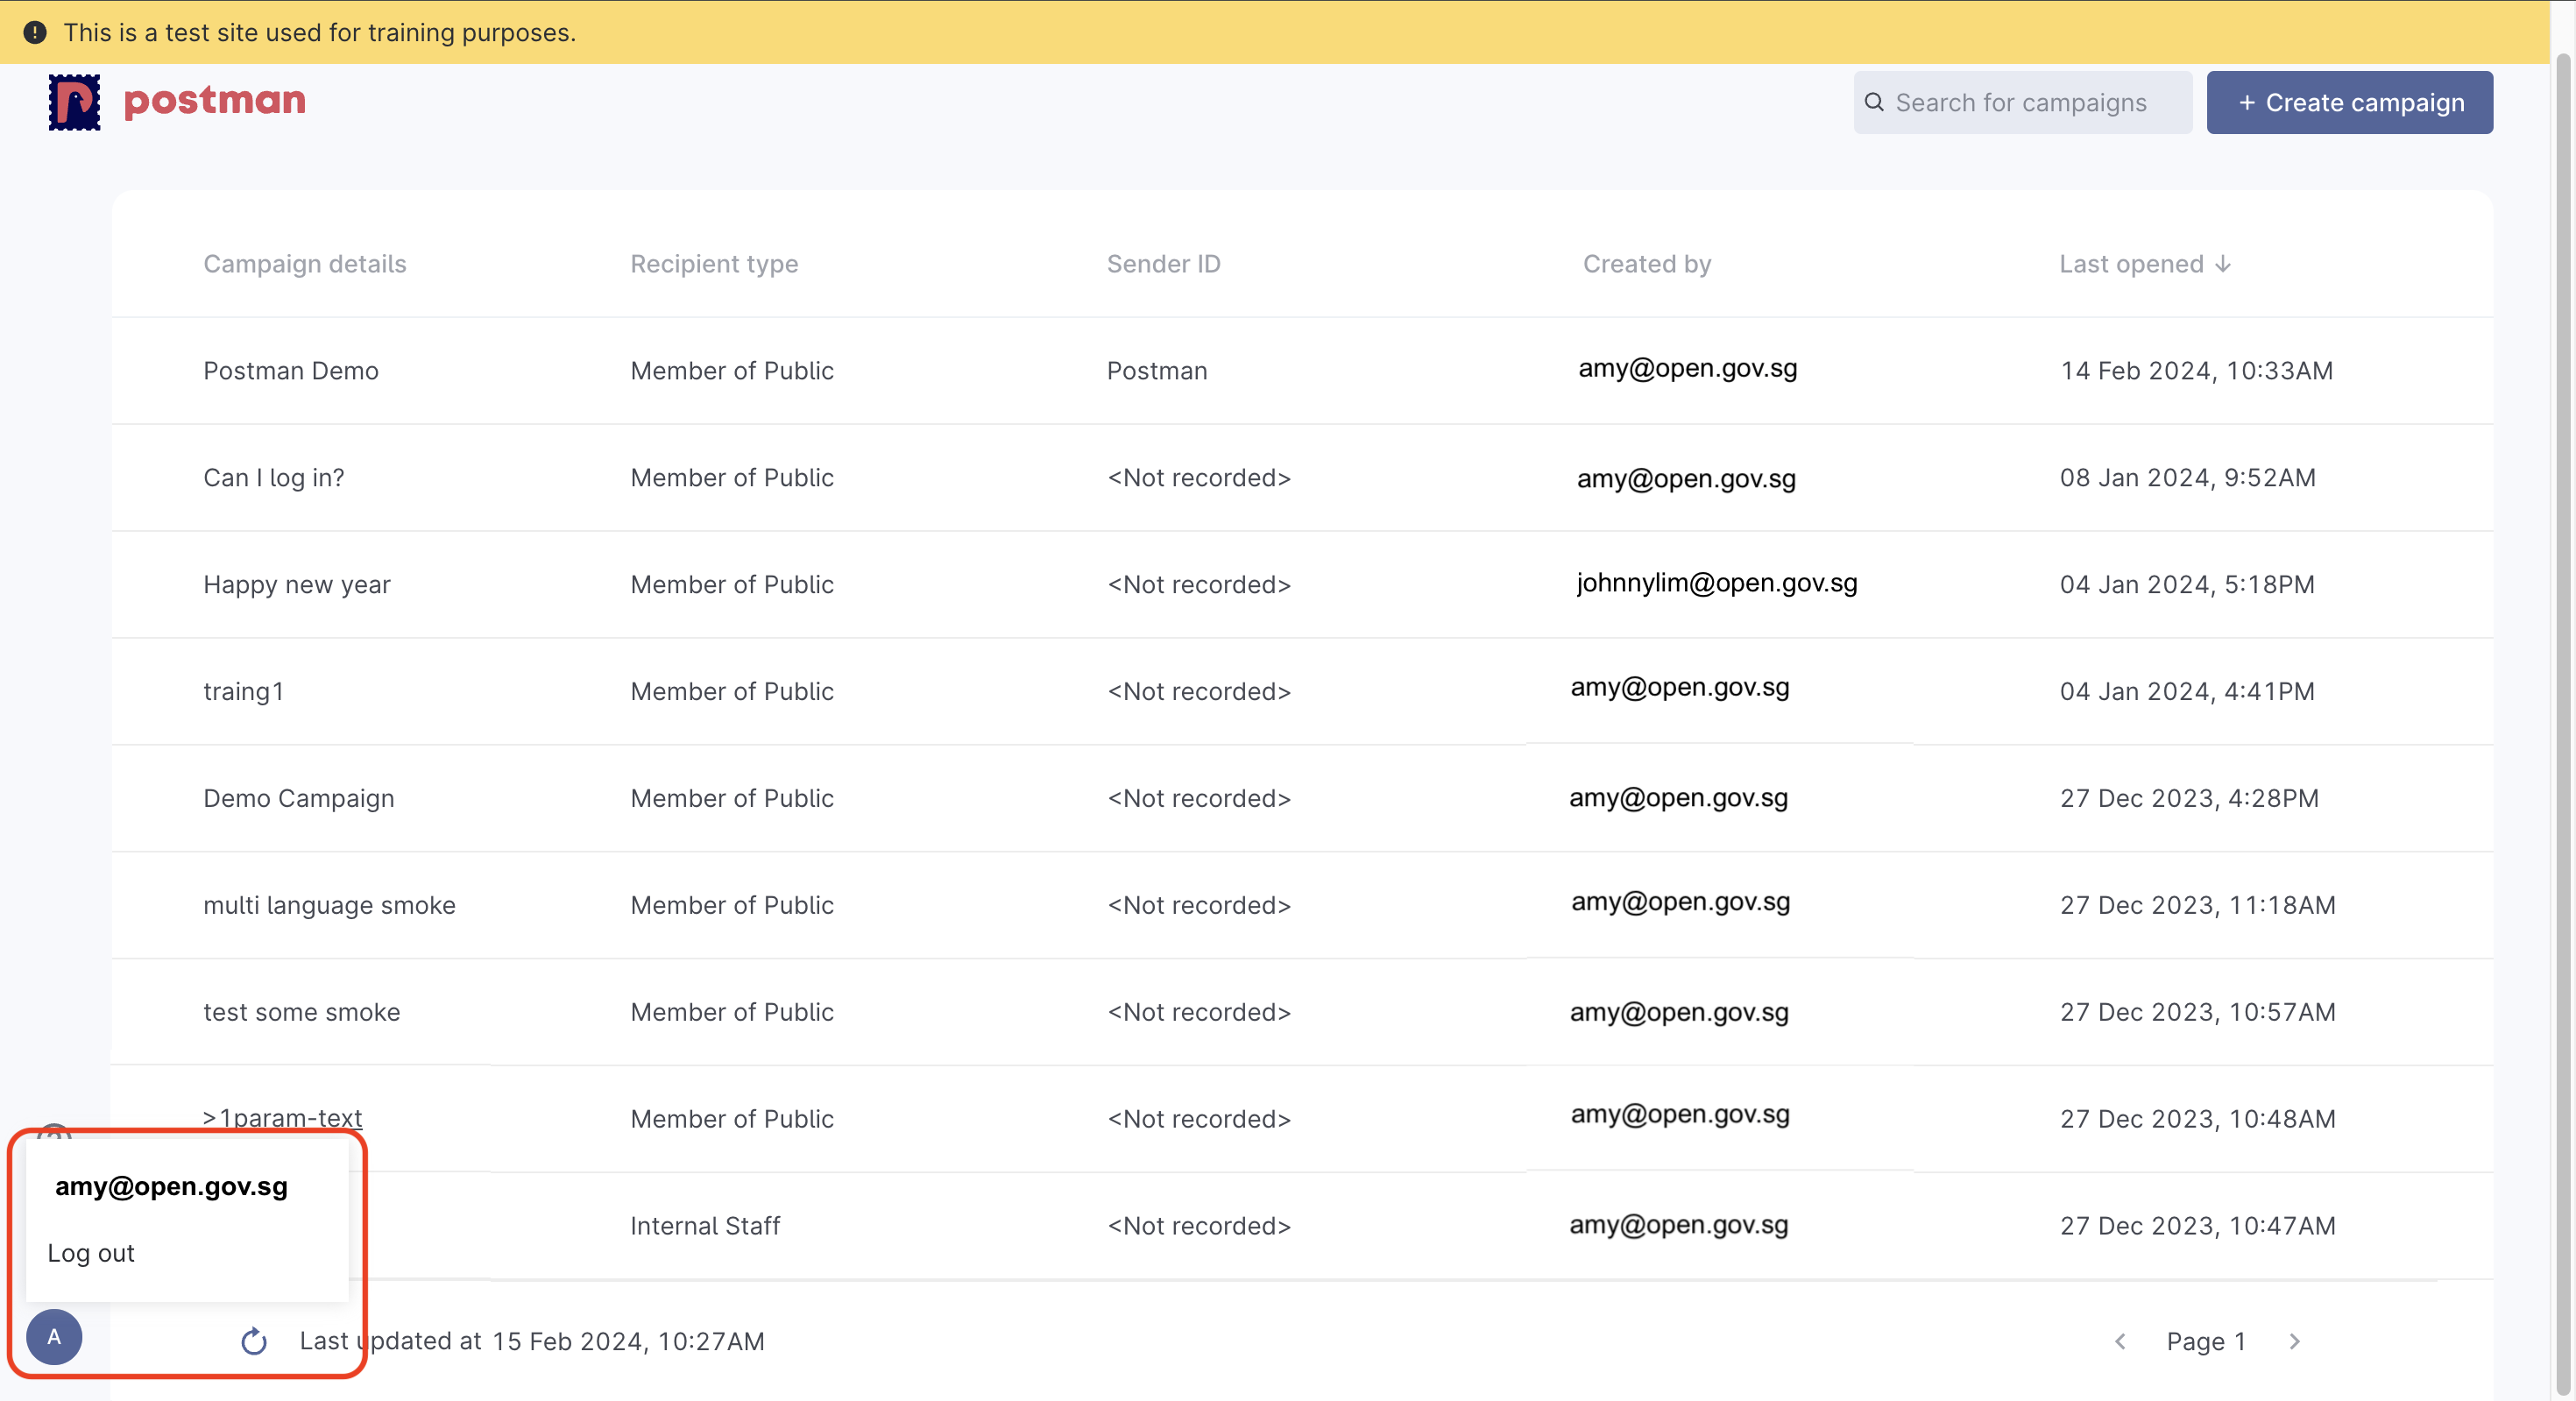 This is a test site used for training purposes.
postman
Search for campaigns
+ Create campaign
Campaign details Recipient type Sender ID Created by Last opened ↓
Postman Demo Member of Public Postman amy@open.gov.sg 14 Feb 2024, 10:33AM
Can I log in? Member of Public <Not recorded> amy@open.gov.sg 08 Jan 2024, 9:52AM
Happy new year Member of Public <Not recorded> johnnylim@open.gov.sg 04 Jan 2024, 5:18PM
traing1 Member of Public <Not recorded> amy@open.gov.sg 04 Jan 2024, 4:41PM
Demo Campaign Member of Public <Not recorded> amy@open.gov.sg 27 Dec 2023, 4:28PM
multi language smoke Member of Public <Not recorded> amy@open.gov.sg 27 Dec 2023, 11:18AM
test some smoke Member of Public <Not recorded> amy@open.gov.sg 27 Dec 2023, 10:57AM
>1param-text Member of Public <Not recorded> amy@open.gov.sg 27 Dec 2023, 10:48AM
Internal Staff <Not recorded> amy@open.gov.sg 27 Dec 2023, 10:47AM
amy@open.gov.sg
Log out
A
Last updated at 15 Feb 2024, 10:27AM
< Page 1 >